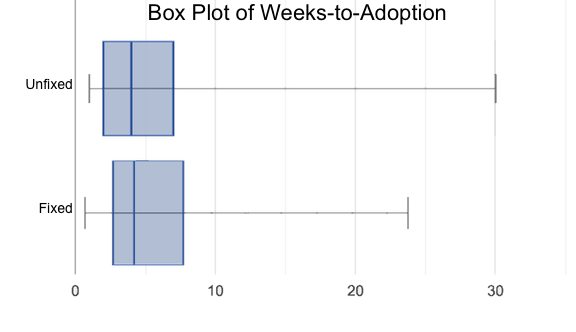 Box Plot of Weeks-to-Adoption
Unfixed
Fixed
0 10 20 30